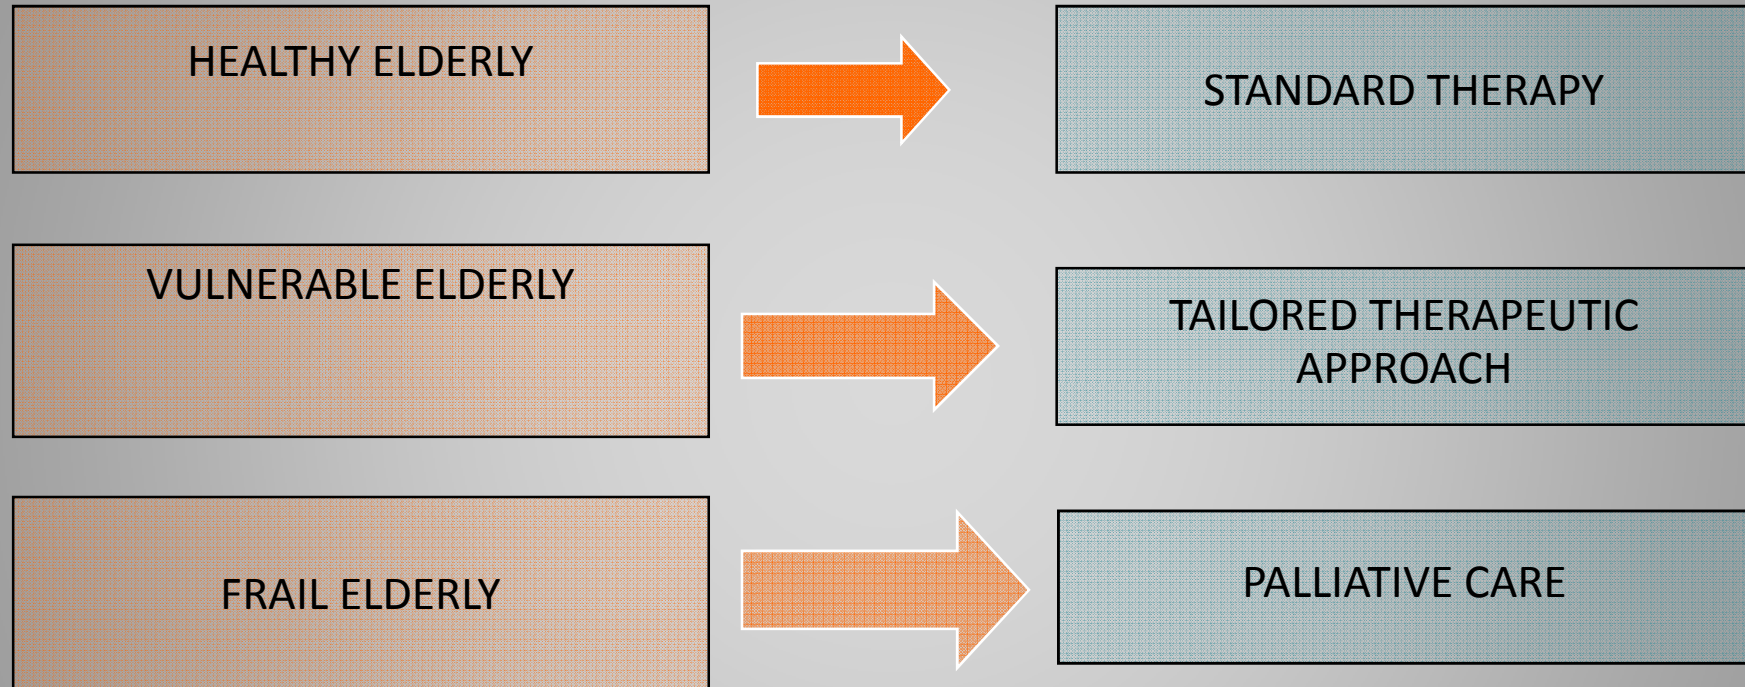 HEALTHY ELDERLY
STANDARD THERAPY
VULNERABLE ELDERLY
TAILORED THERAPEUTIC
APPROACH
FRAIL ELDERLY
PALLIATIVE CARE